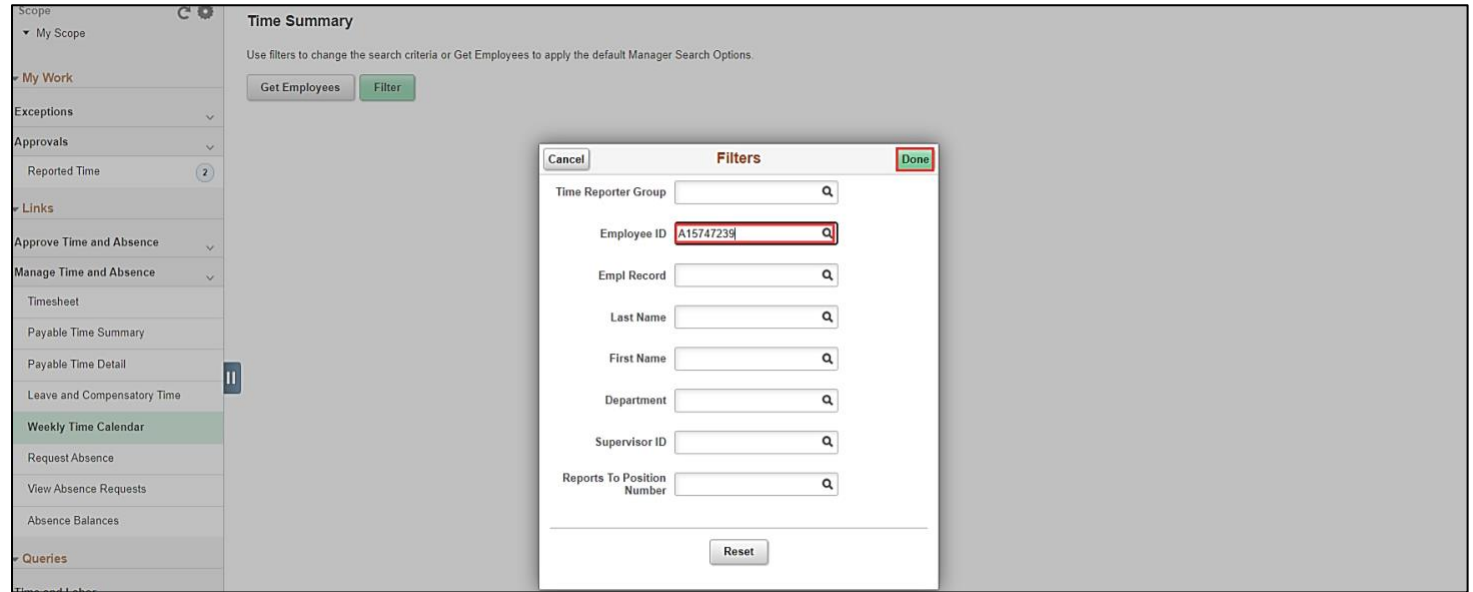 Scope
My Scope
My Work
Exceptions
Approvals
Reported Time 2
Links
Approve Time and Absence
Manage Time and Absence
Timesheet
Payable Time Summary
Payable Time Detail
Leave and Compensatory Time
Weekly Time Calendar
Request Absence
View Absence Requests
Absence Balances
Queries
Time and Labor
Time Summary
Use filters to change the search criteria or Get Employees to apply the default Manager Search Options.
Get Employees Filter
Cancel Filters Done
Time Reporter Group
Employee ID A15747239
Empl Record
Last Name
First Name
Department
Supervisor ID
Reports To Position
Number
Reset